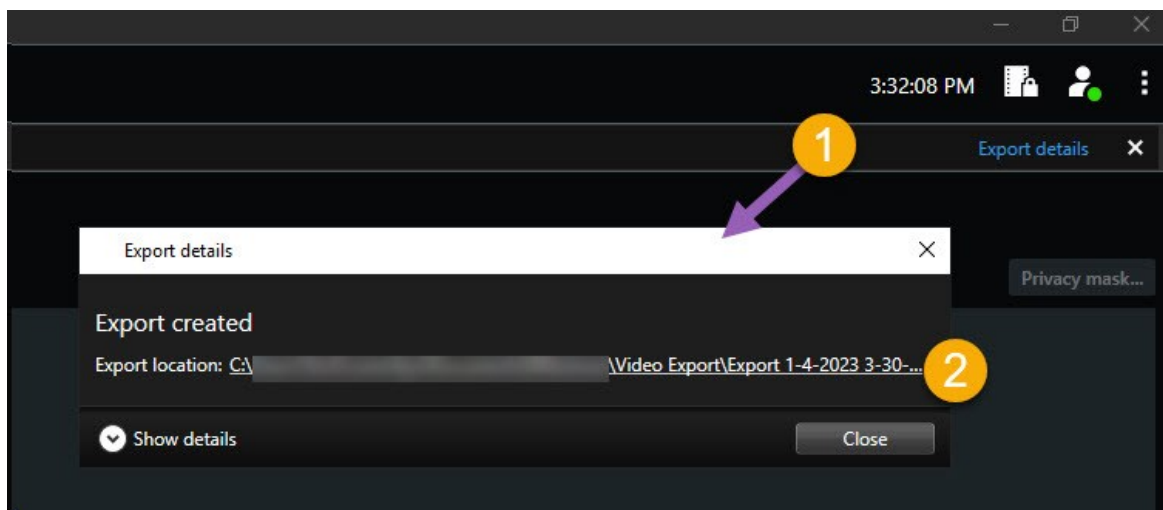 3:32:08 PM
1
Export details
Export details
Privacy mask...
Export created
Export location: C:\ \Video Export\Export 1-4-2023 3-30-...
2
Show details
Close